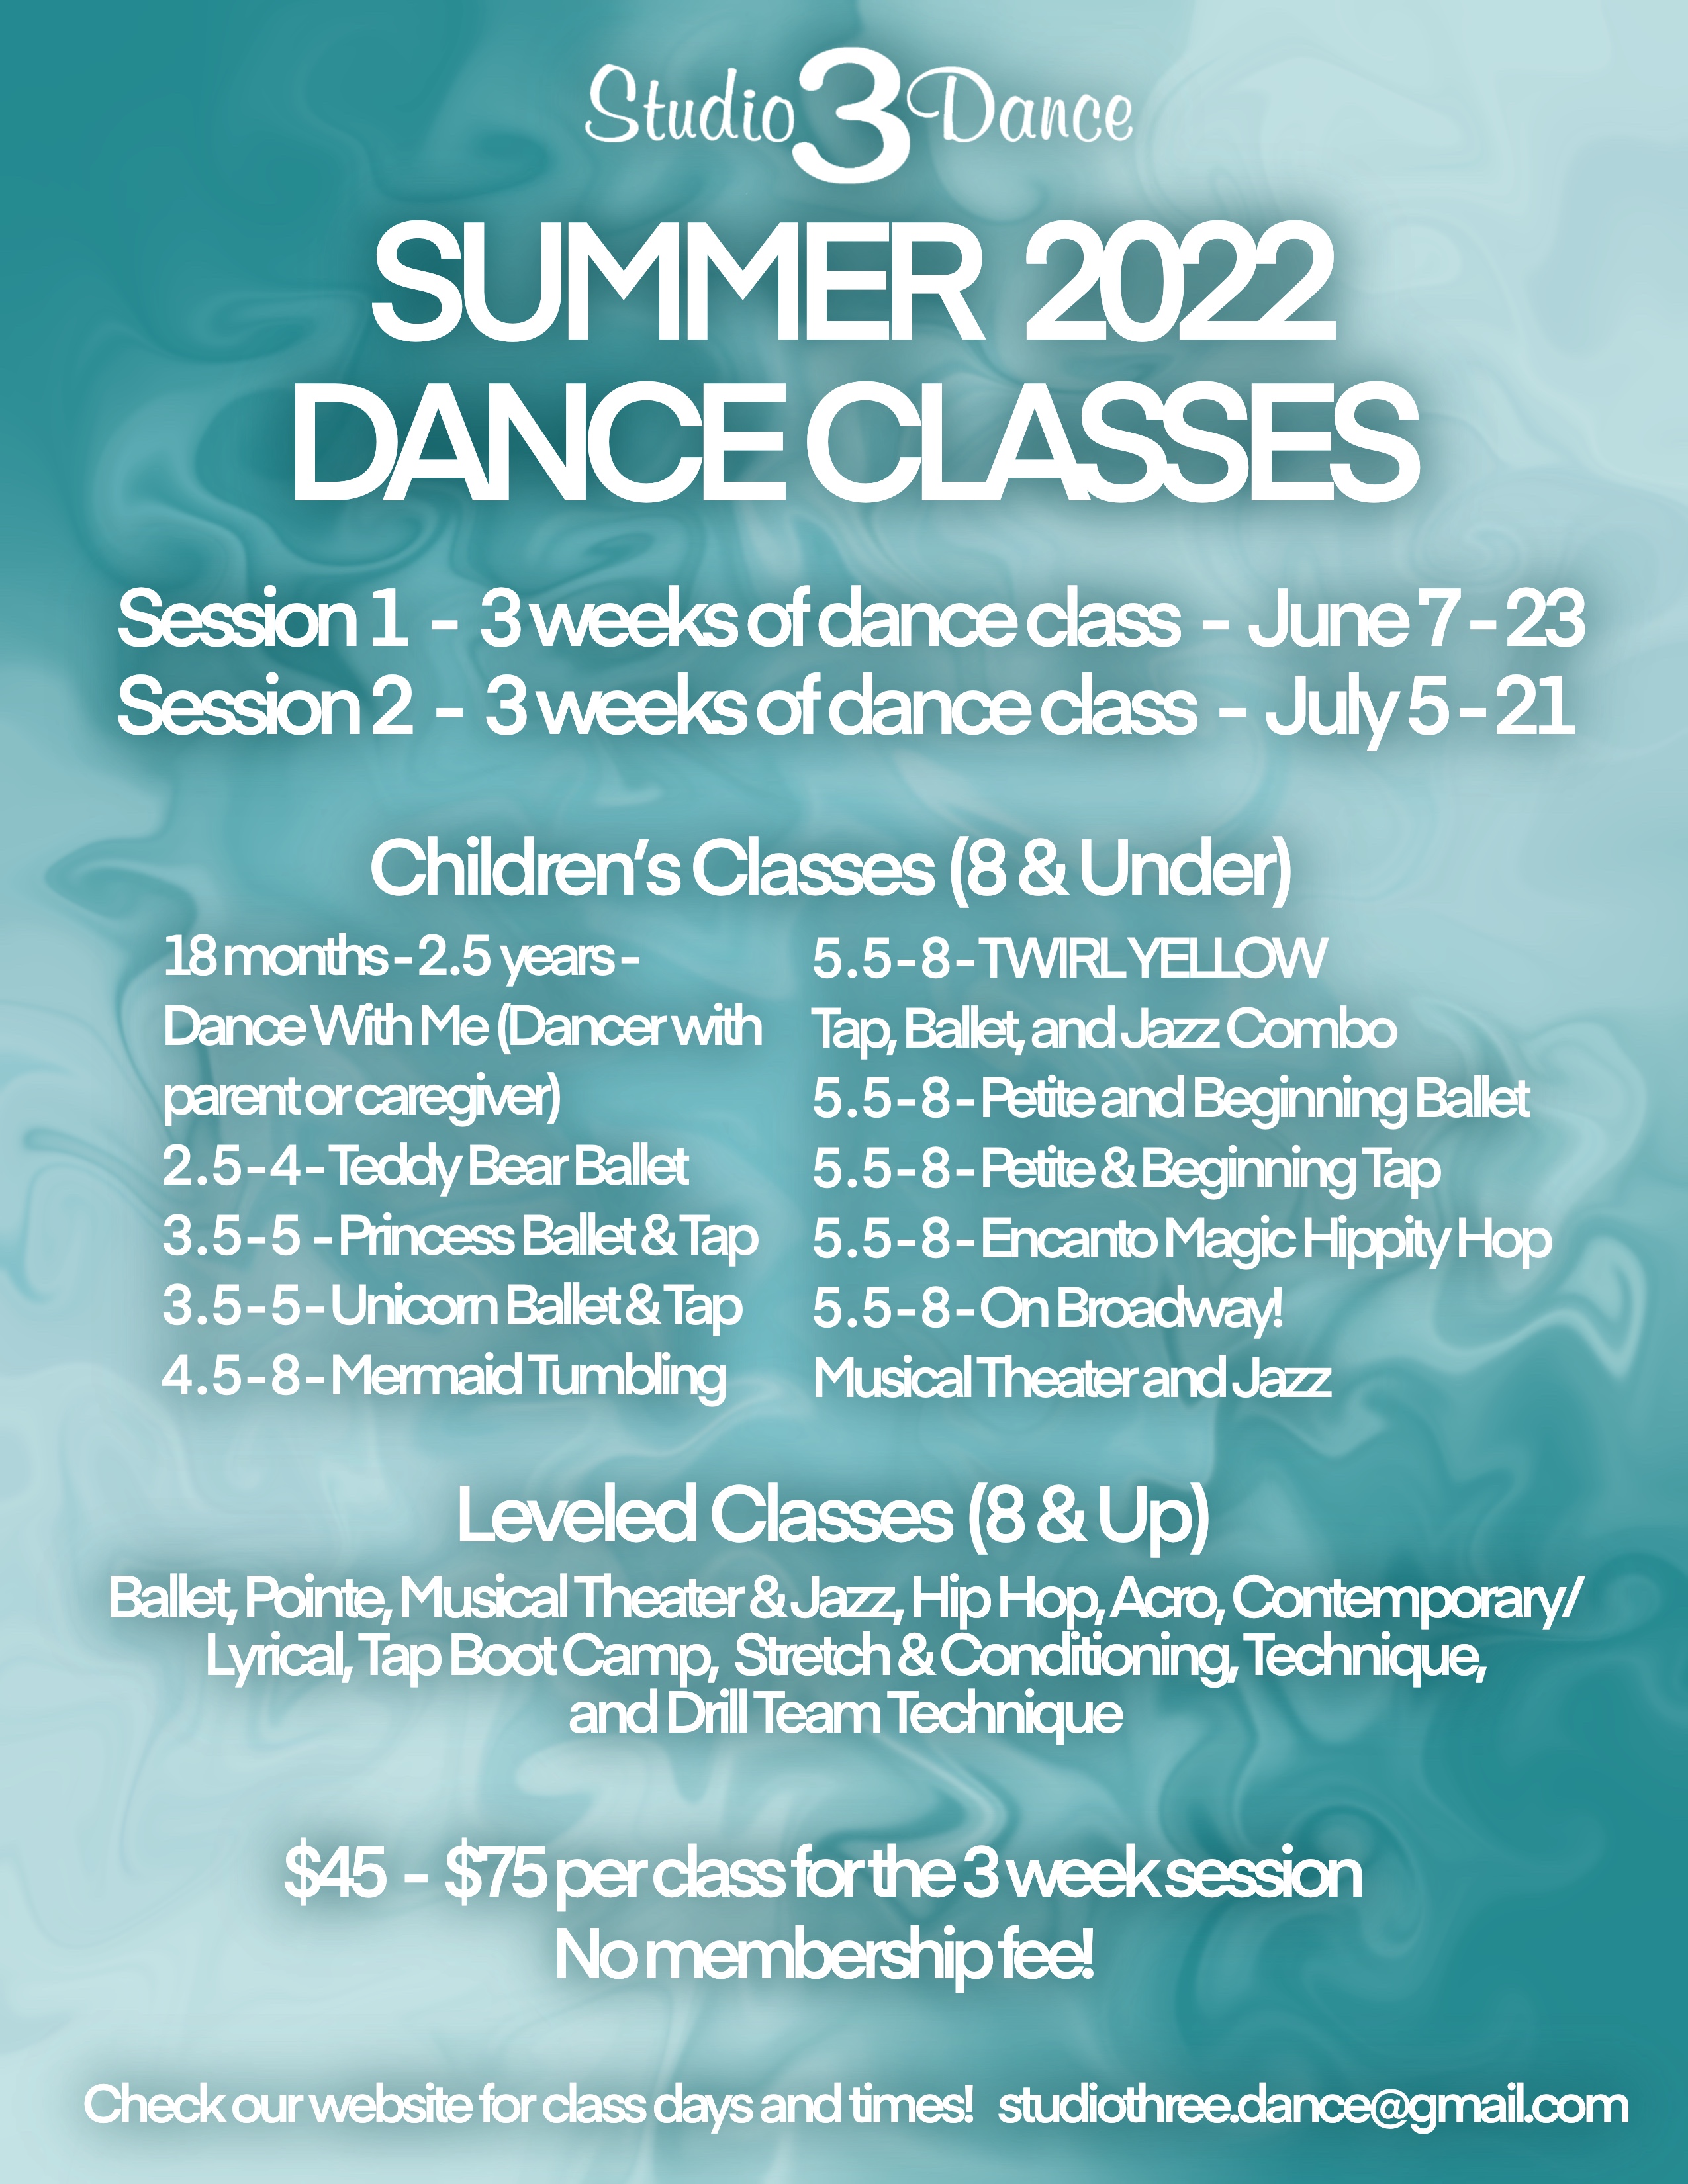 Studio 3 Dance
SUMMER 2022
DANCE CLASSES
Session 1 - 3 weeks of dance class - June 7 - 23
Session 2 - 3 weeks of dance class - July 5 - 21
Children's Classes (8 & Under)
18 months - 2.5 years -
Dance With Me (Dancer with
parent or caregiver)
2.5 - 4 - Teddy Bear Ballet
3.5 - 5 - Princess Ballet & Tap
3.5 - 5 - Unicorn Ballet & Tap
4.5 - 8 - Mermaid Tumbling
5.5 - 8 - TWIRL YELLOW
Tap, Ballet, and Jazz Combo
5.5 - 8 - Petite and Beginning Ballet
5.5 - 8 - Petite & Beginning Tap
5.5 - 8 - Encanto Magic Hippity Hop
5.5 - 8 - On Broadway!
Musical Theater and Jazz
Leveled Classes (8 & Up)
Ballet, Pointe, Musical Theater & Jazz, Hip Hop, Acro, Contemporary/
Lyrical, Tap Boot Camp, Stretch & Conditioning, Technique,
and Drill Team Technique
$45 - $75 per class for the 3 week session
No membership fee!
Check our website for class days and times! studiothree.dance@gmail.com